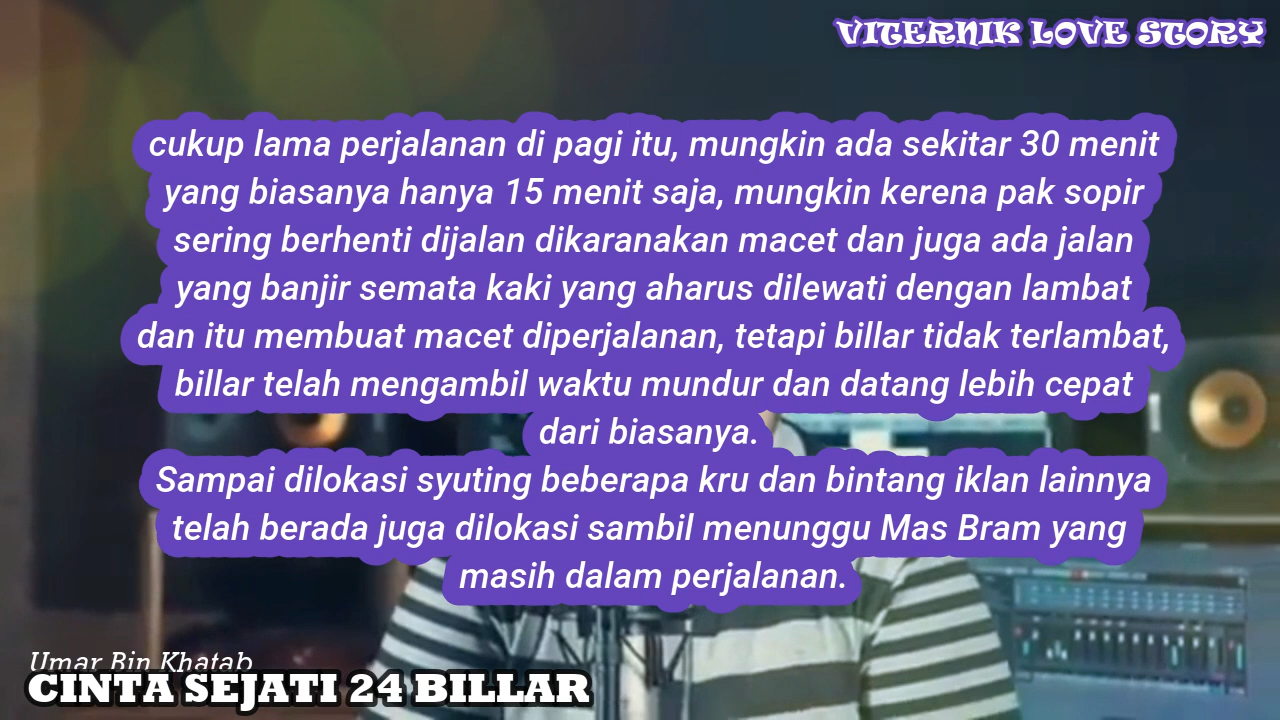 VITERNIK LOVE STORY
cukup lama perjalanan di pagi itu, mungkin ada sekitar 30 menit
yang biasanya hanya 15 menit saja, mungkin kerena pak sopir
sering berhenti dijalan dikaranakan macet dan juga ada jalan
yang banjir semata kaki yang aharus dilewati dengan lambat
dan itu membuat macet diperjalanan, tetapi billar tidak terlambat,
billar telah mengambil waktu mundur dan datang lebih cepat
dari biasanya.
Sampai dilokasi syuting beberapa kru dan bintang iklan lainnya
telah berada juga dilokasi sambil menunggu Mas Bram yang
masih dalam perjalanan.
Umar Bin Khatab
CINTA SEJATI 24 BILLAR